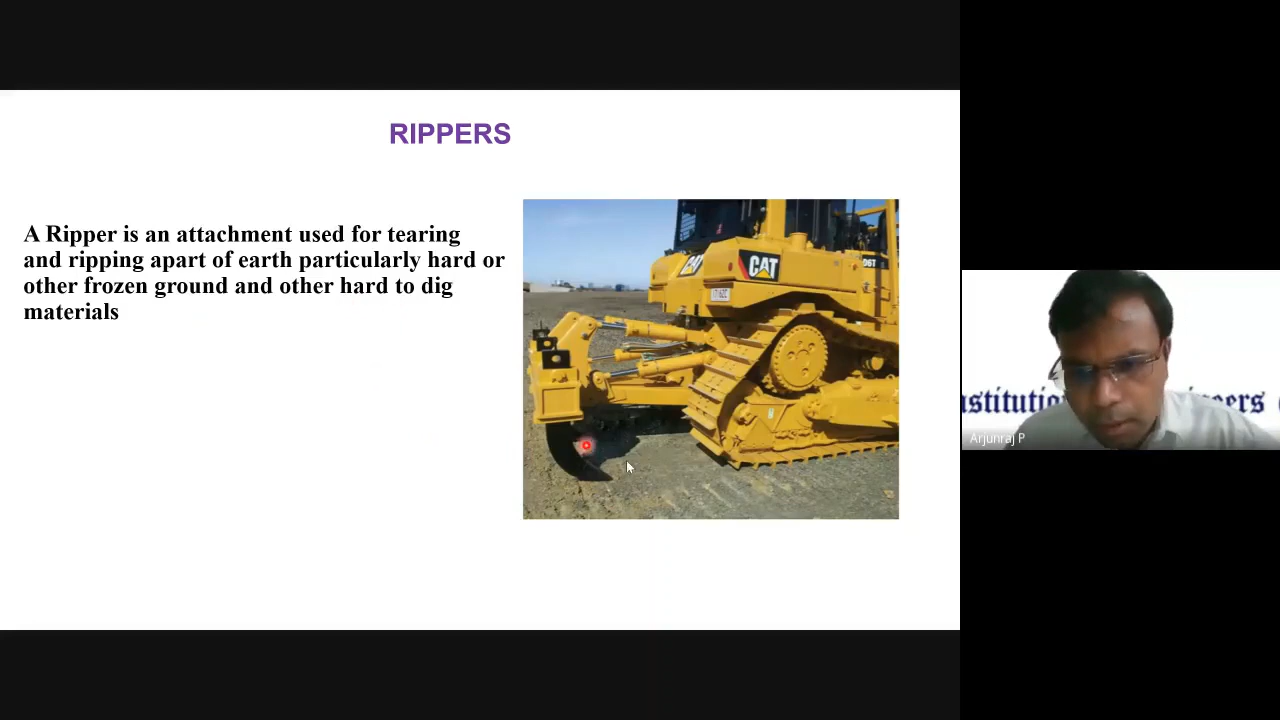 RIPPERS
A Ripper is an attachment used for tearing
and ripping apart of earth particularly hard or
other frozen ground and other hard to dig
materials
CAT
D6T
Arjunraj P